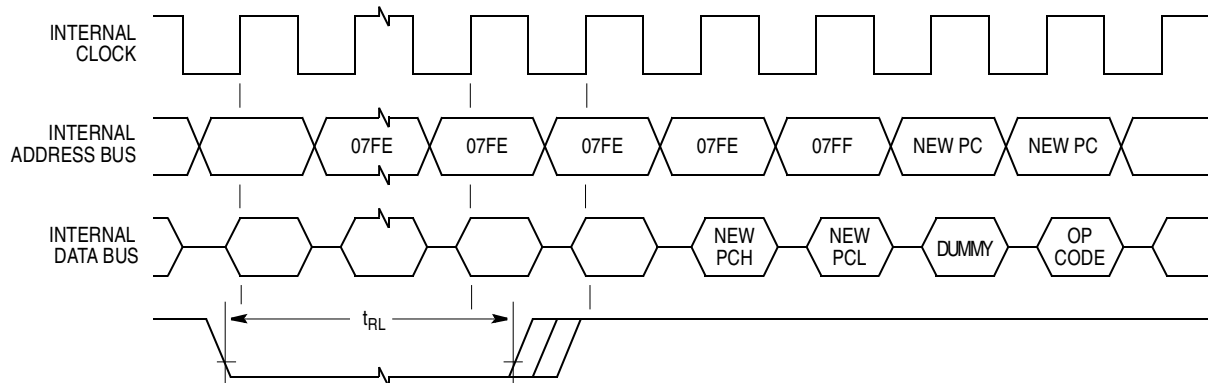 INTERNAL
CLOCK
INTERNAL
ADDRESS BUS
07FE
07FE
07FE
07FE
07FF
NEW PC
NEW PC
INTERNAL
DATA BUS
NEW
PCH
NEW
PCL
DUMMY
OP
CODE
tRL